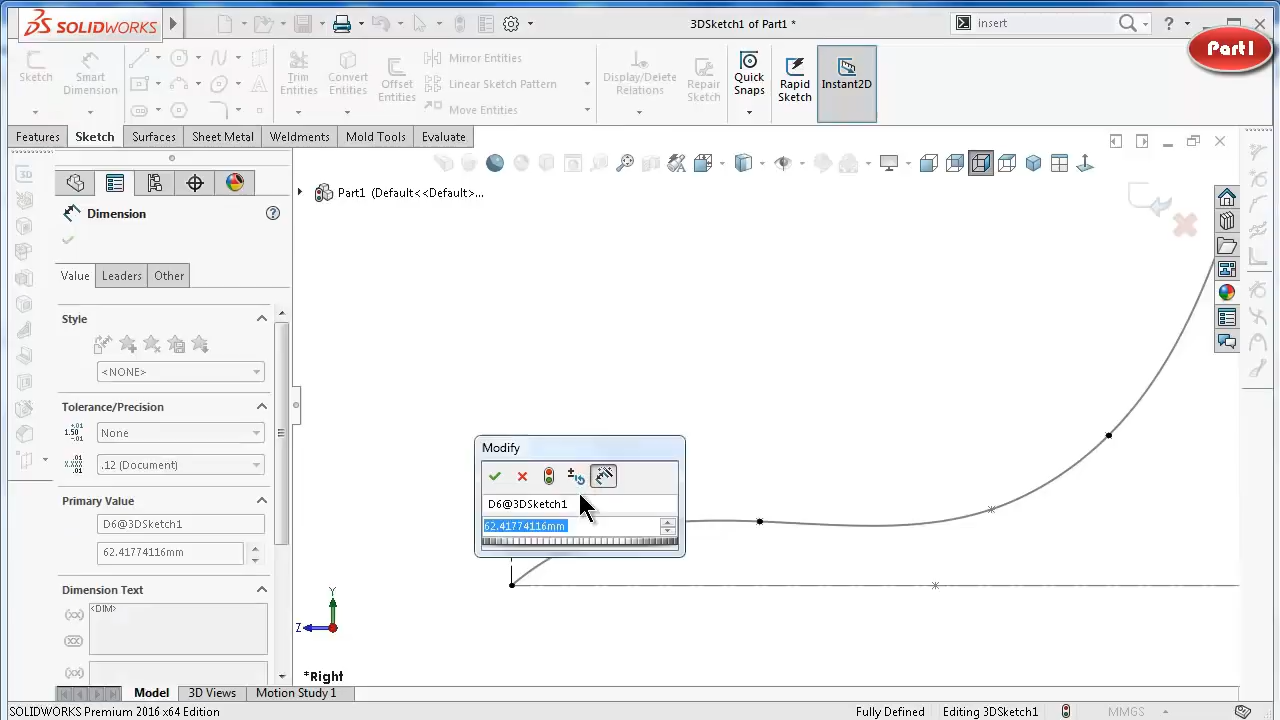 SOLIDWORKS
3DSketch1 of Part1 *
insert
Part1
Sketch
Smart Dimension
Trim Entities
Convert Entities
Offset Entities
Mirror Entities
Linear Sketch Pattern
Move Entities
Display/Delete Relations
Repair Sketch
Quick Snaps
Rapid Sketch
Instant2D
Features
Sketch
Surfaces
Sheet Metal
Weldments
Mold Tools
Evaluate
Part1 (Default<<Default>...
Dimension
Value
Leaders
Other
Style
<NONE>
Tolerance/Precision
None
.12 (Document)
Primary Value
D6@3DSketch1
62.41774116mm
Dimension Text
<DIM>
Modify
D6@3DSketch1
62.41774116mm
Y
Z
*Right
Model
3D Views
Motion Study 1
SOLIDWORKS Premium 2016 x64 Edition
Fully Defined
Editing 3DSketch1
MMGS